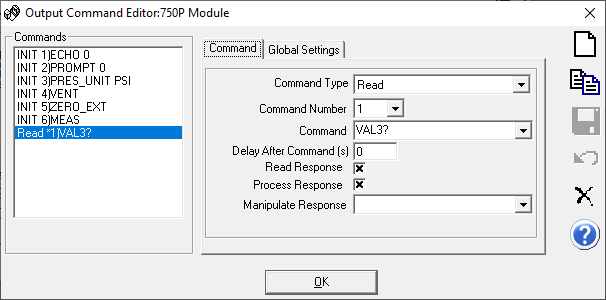 Output Command Editor:750P Module
Commands
INIT 1)ECHO 0
INIT 2)PROMPT 0
INIT 3)PRES_UNIT PSI
INIT 4)VENT
INIT 5)ZERO_EXT
INIT 6)MEAS
Read *1)VAL3?
Command
Global Settings
Command Type
Read
Command Number
1
Command
VAL3?
Delay After Command (s)
0
Read Response
Process Response
Manipulate Response
OK
?